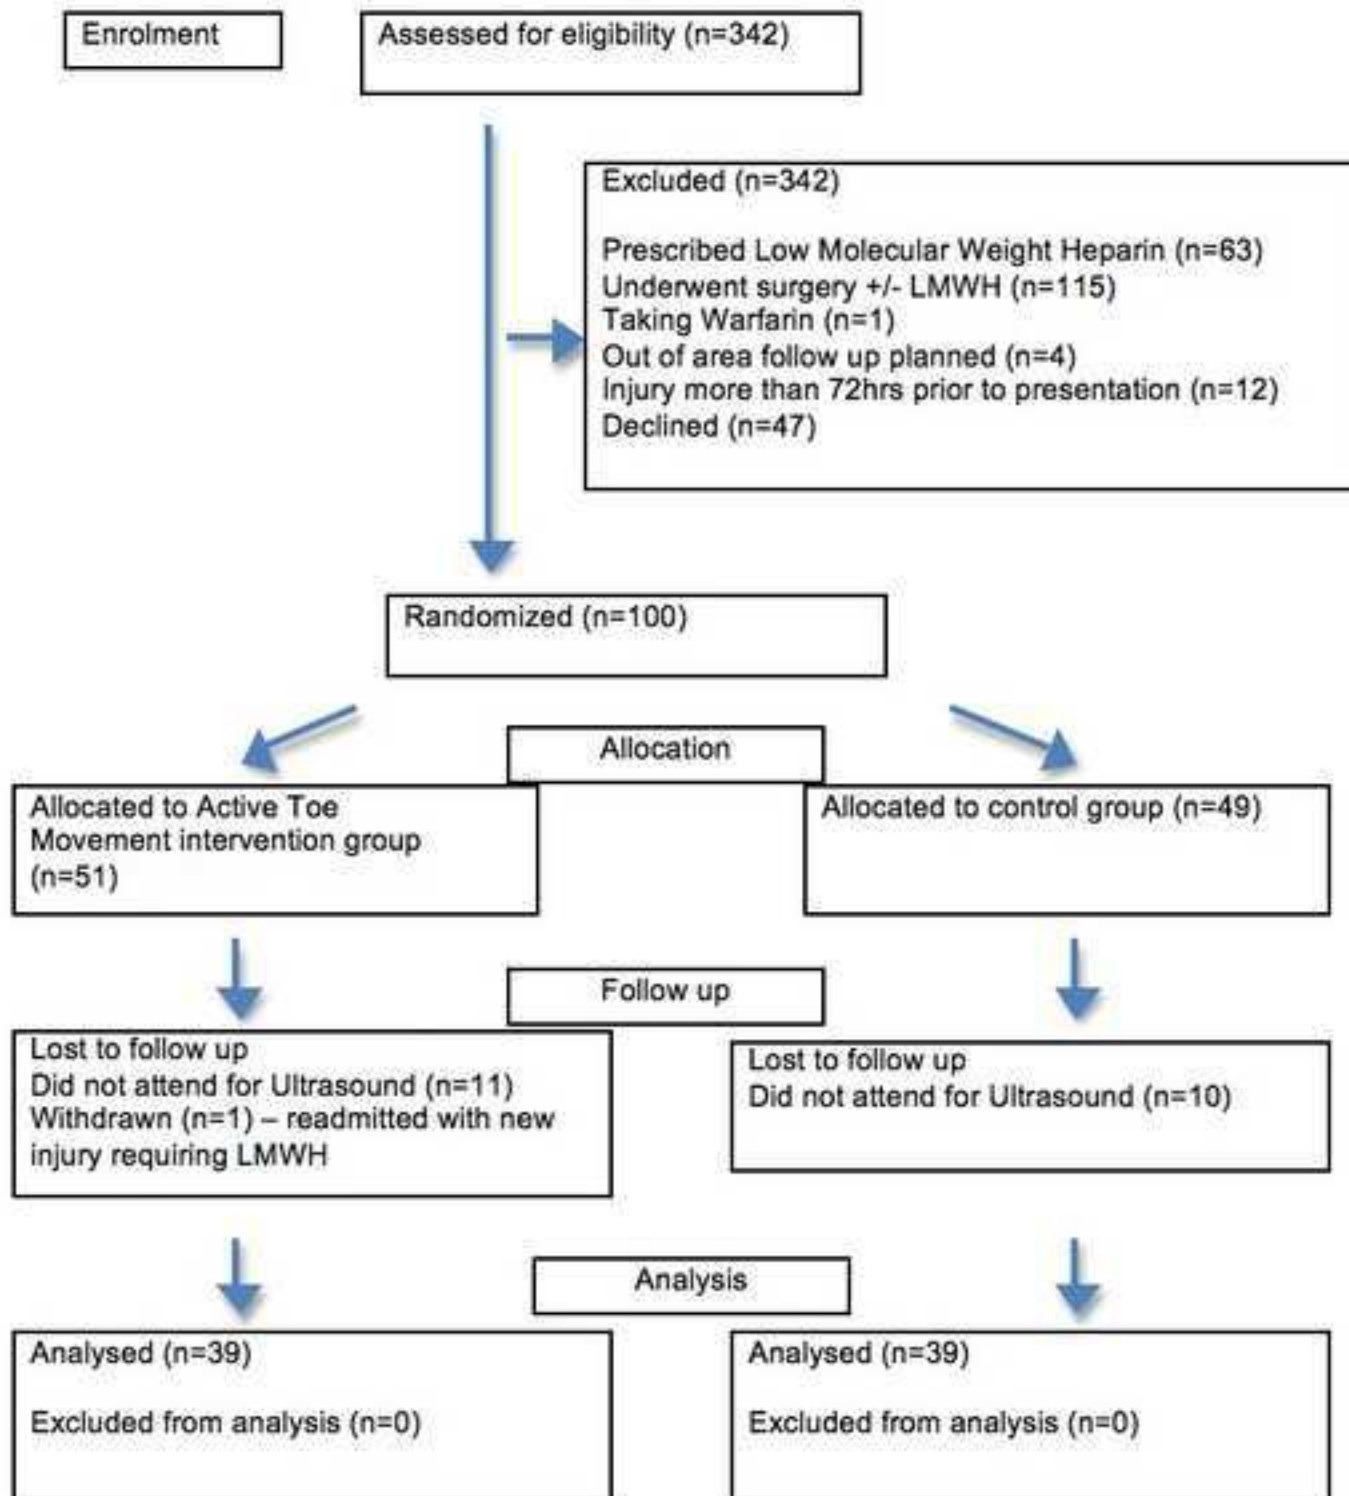 Enrolment
Assessed for eligibility (n=342)
Excluded (n=342)
Prescribed Low Molecular Weight Heparin (n=63)
Underwent surgery +/- LMWH (n=115)
Taking Warfarin (n=1)
Out of area follow up planned (n=4)
Injury more than 72hrs prior to presentation (n=12)
Declined (n=47)
Randomized (n=100)
Allocation
Allocated to Active Toe
Movement intervention group
(n=51)
Allocated to control group (n=49)
Follow up
Lost to follow up
Did not attend for Ultrasound (n=11)
Withdrawn (n=1) – readmitted with new
injury requiring LMWH
Lost to follow up
Did not attend for Ultrasound (n=10)
Analysis
Analysed (n=39)
Excluded from analysis (n=0)
Analysed (n=39)
Excluded from analysis (n=0)